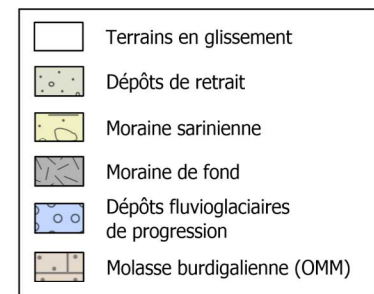 Terrains en glissement
Dépôts de retrait
Moraine sarinienne
Moraine de fond
Dépôts fluvioglaciaires
de progression
Molasse burdigalienne (OMM)